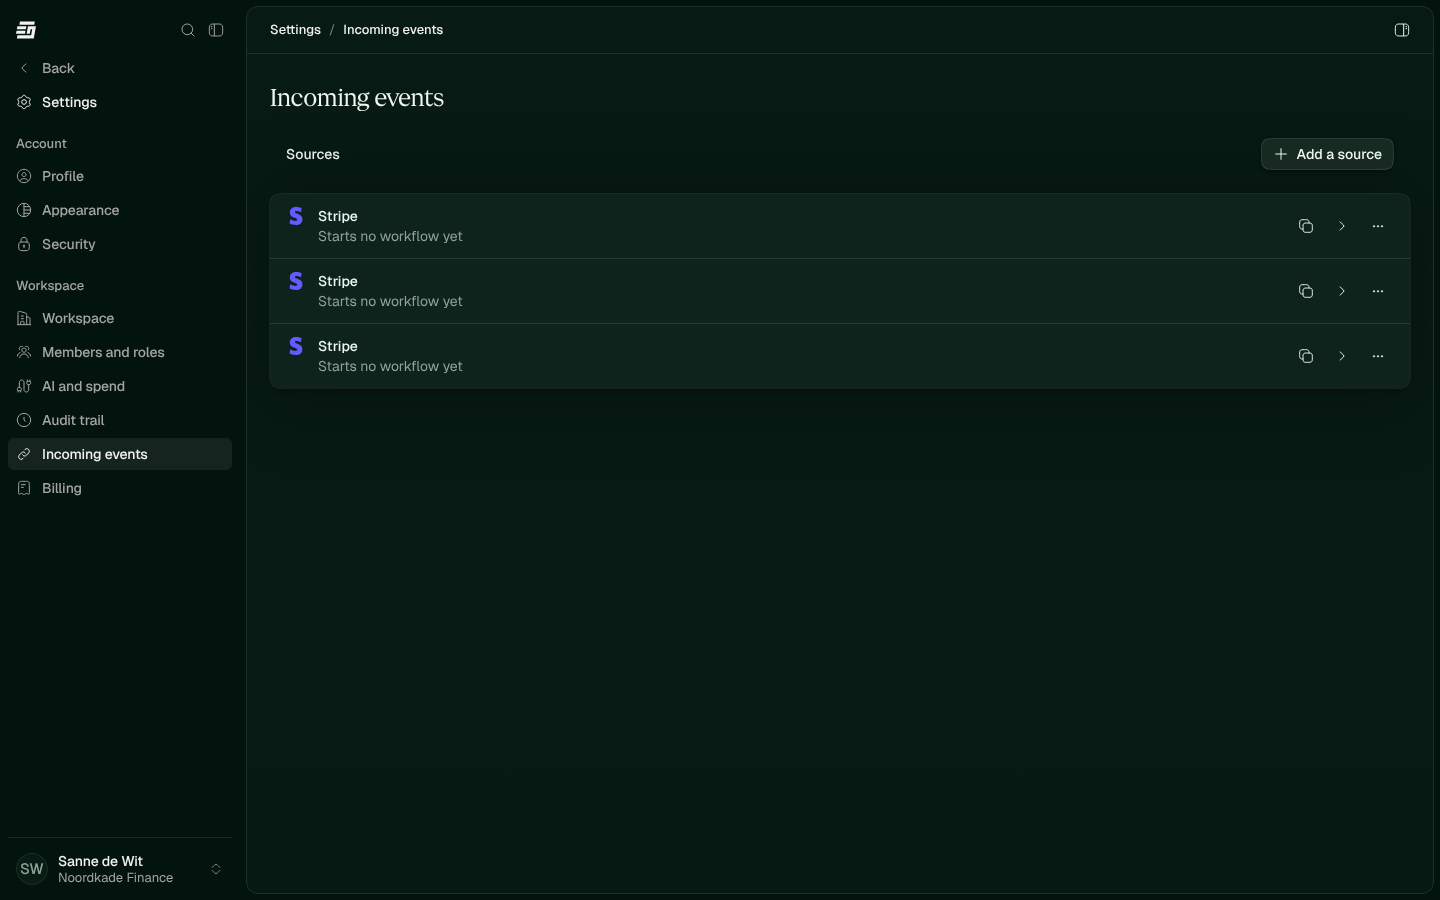 Back
Settings
Account
Profile
Appearance
Security
Workspace
Workspace
Members and roles
AI and spend
Audit trail
Incoming events
Billing
SW
Sanne de Wit
Noordkade Finance
Settings / Incoming events
Incoming events
Sources
Add a source
Stripe
Starts no workflow yet
Stripe
Starts no workflow yet
Stripe
Starts no workflow yet